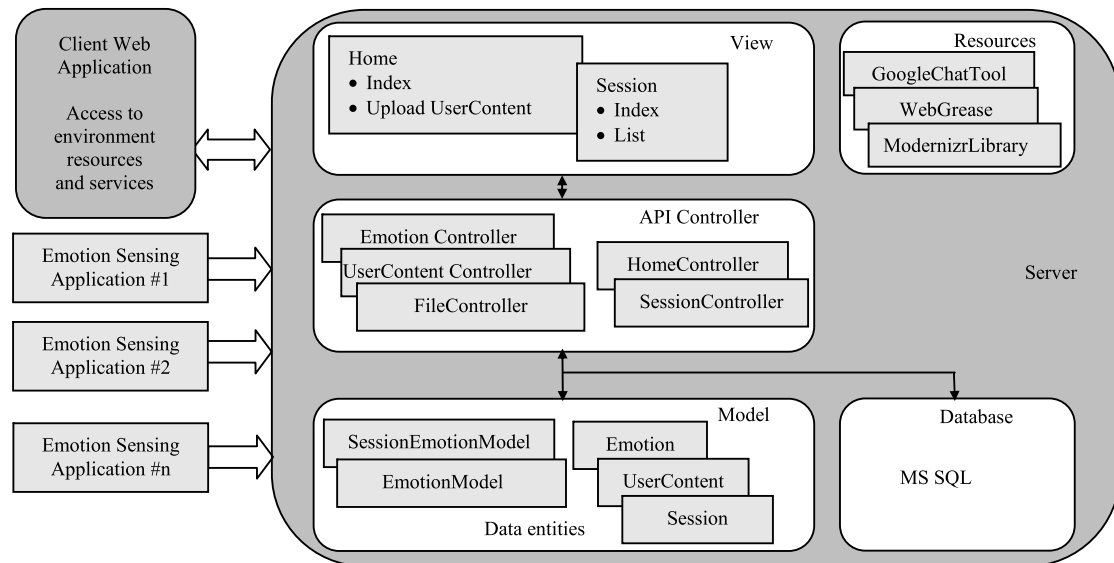 Client Web
Application
Access to
environment
resources
and services
Emotion Sensing
Application #1
Emotion Sensing
Application #2
Emotion Sensing
Application #n
View
Home
• Index
• Upload UserContent
Session
• Index
• List
Resources
GoogleChatTool
WebGrease
ModernizrLibrary
API Controller
Emotion Controller
UserContent Controller
FileController
HomeController
SessionController
Server
Model
SessionEmotionModel
EmotionModel
Emotion
UserContent
Session
Data entities
Database
MS SQL